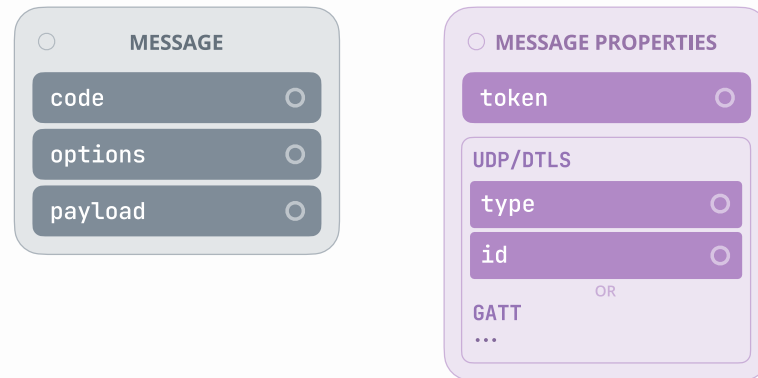 MESSAGE
code
options
payload
MESSAGE PROPERTIES
token
UDP/DTLS
type
id
OR
GATT
...